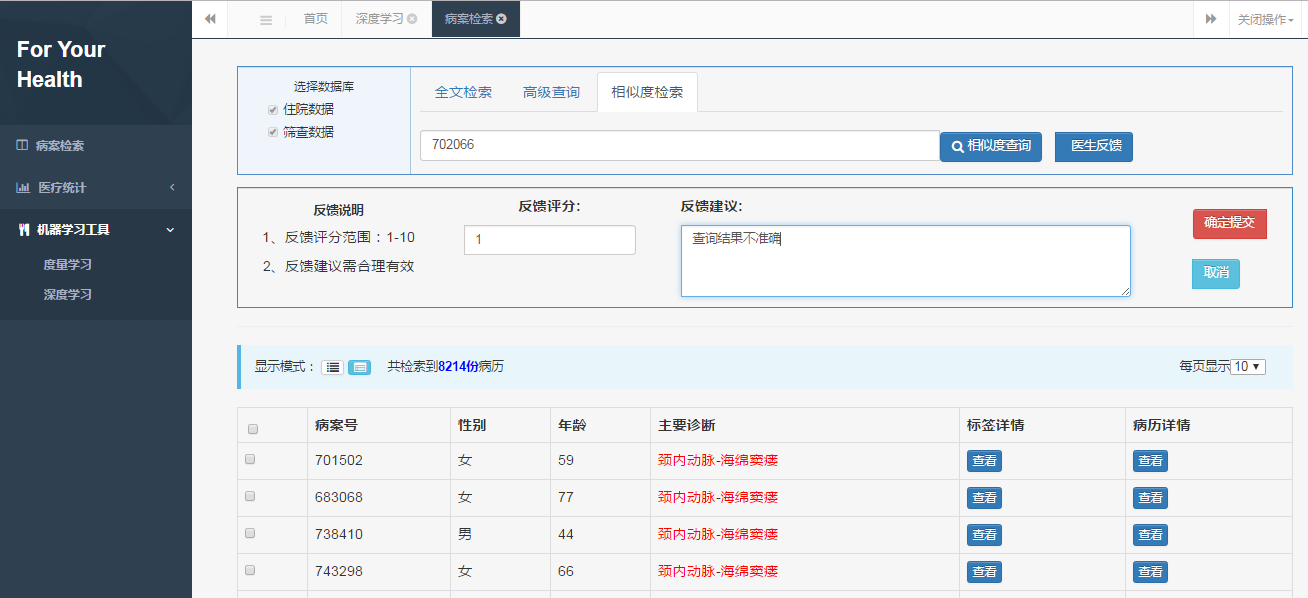 For Your
Health
病案检索
医疗统计
机器学习工具
度量学习
深度学习
首页
深度学习
病案检索
关闭操作
选择数据库
住院数据
筛查数据
全文检索
高级查询
相似度检索
702066
相似度查询
医生反馈
反馈说明
1、反馈评分范围：1-10
2、反馈建议需合理有效
反馈评分:
1
反馈建议:
查询结果不准确
确定提交
取消
显示模式：
共检索到8214份病历
每页显示 10
病案号 性别 年龄 主要诊断 标签详情 病历详情
701502 女 59 颈内动脉-海绵窦瘘 查看 查看
683068 女 77 颈内动脉-海绵窦瘘 查看 查看
738410 男 44 颈内动脉-海绵窦瘘 查看 查看
743298 女 66 颈内动脉-海绵窦瘘 查看 查看